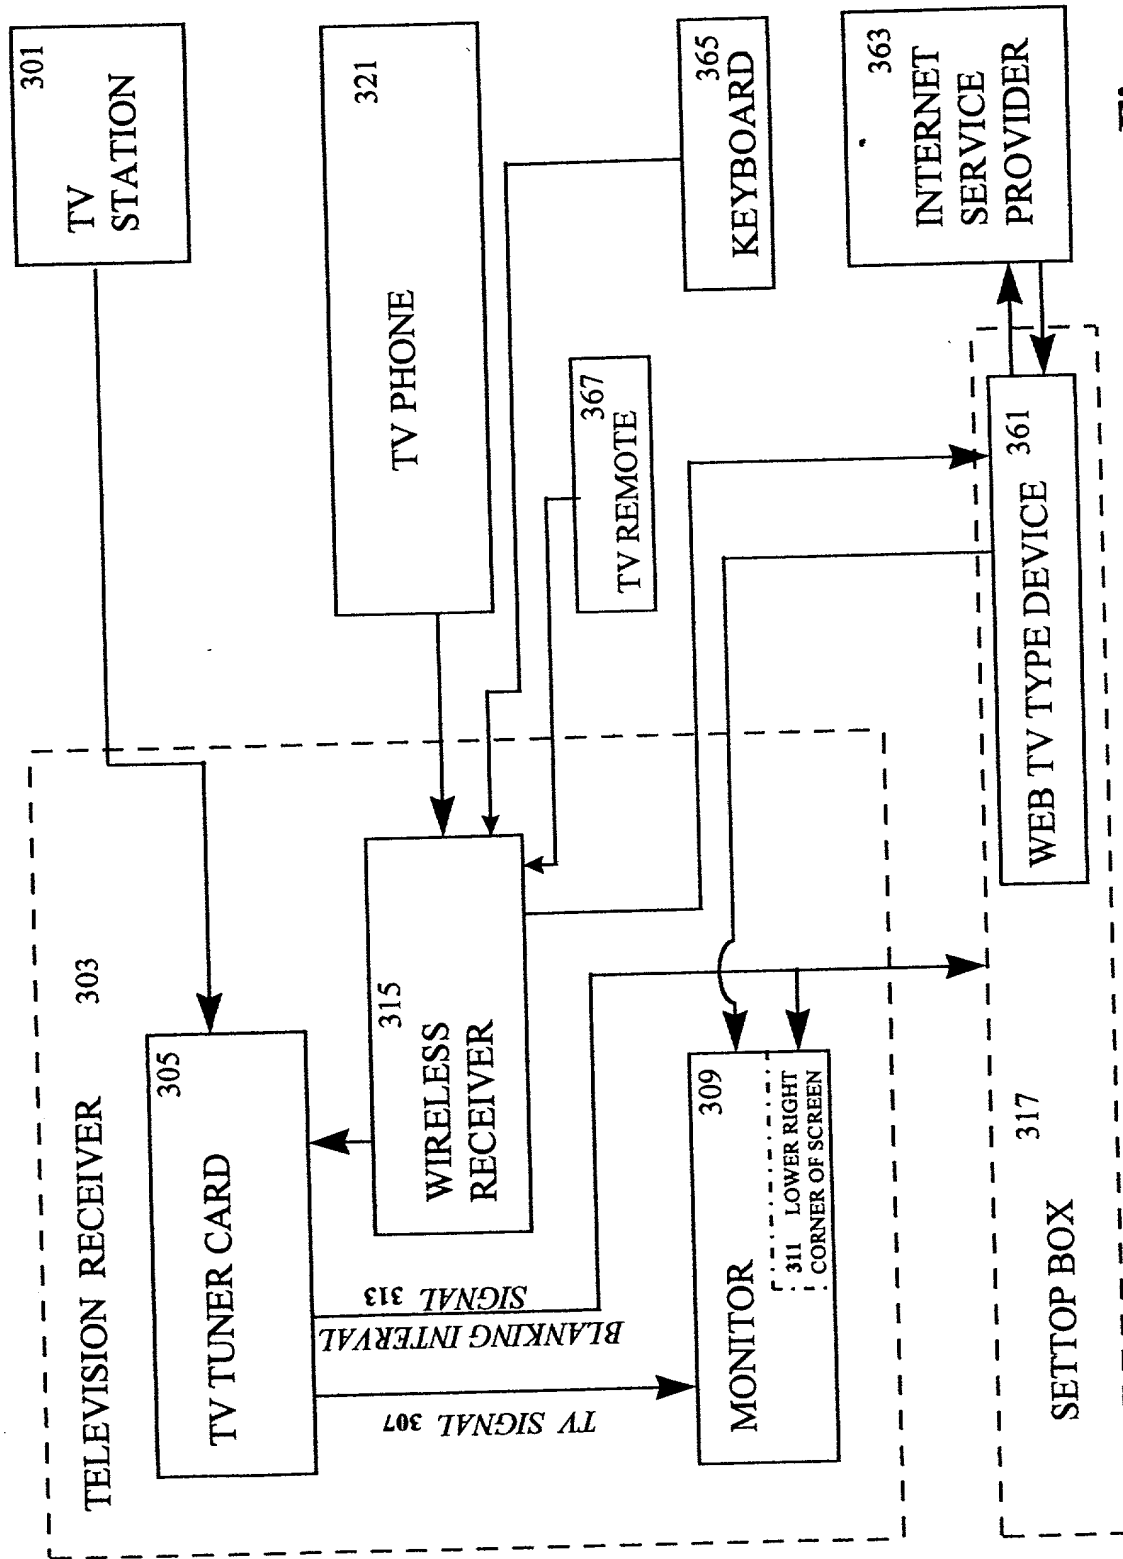 TELEVISION RECEIVER 303
305
TV TUNER CARD
TV SIGNAL 307
BLANKING INTERVAL
SIGNAL 313
315
WIRELESS
RECEIVER
309
MONITOR
311 LOWER RIGHT
CORNER OF SCREEN
301
TV
STATION
321
TV PHONE
367
TV REMOTE
365
KEYBOARD
317
SETTOP BOX
WEB TV TYPE DEVICE 361
363
INTERNET
SERVICE
PROVIDER